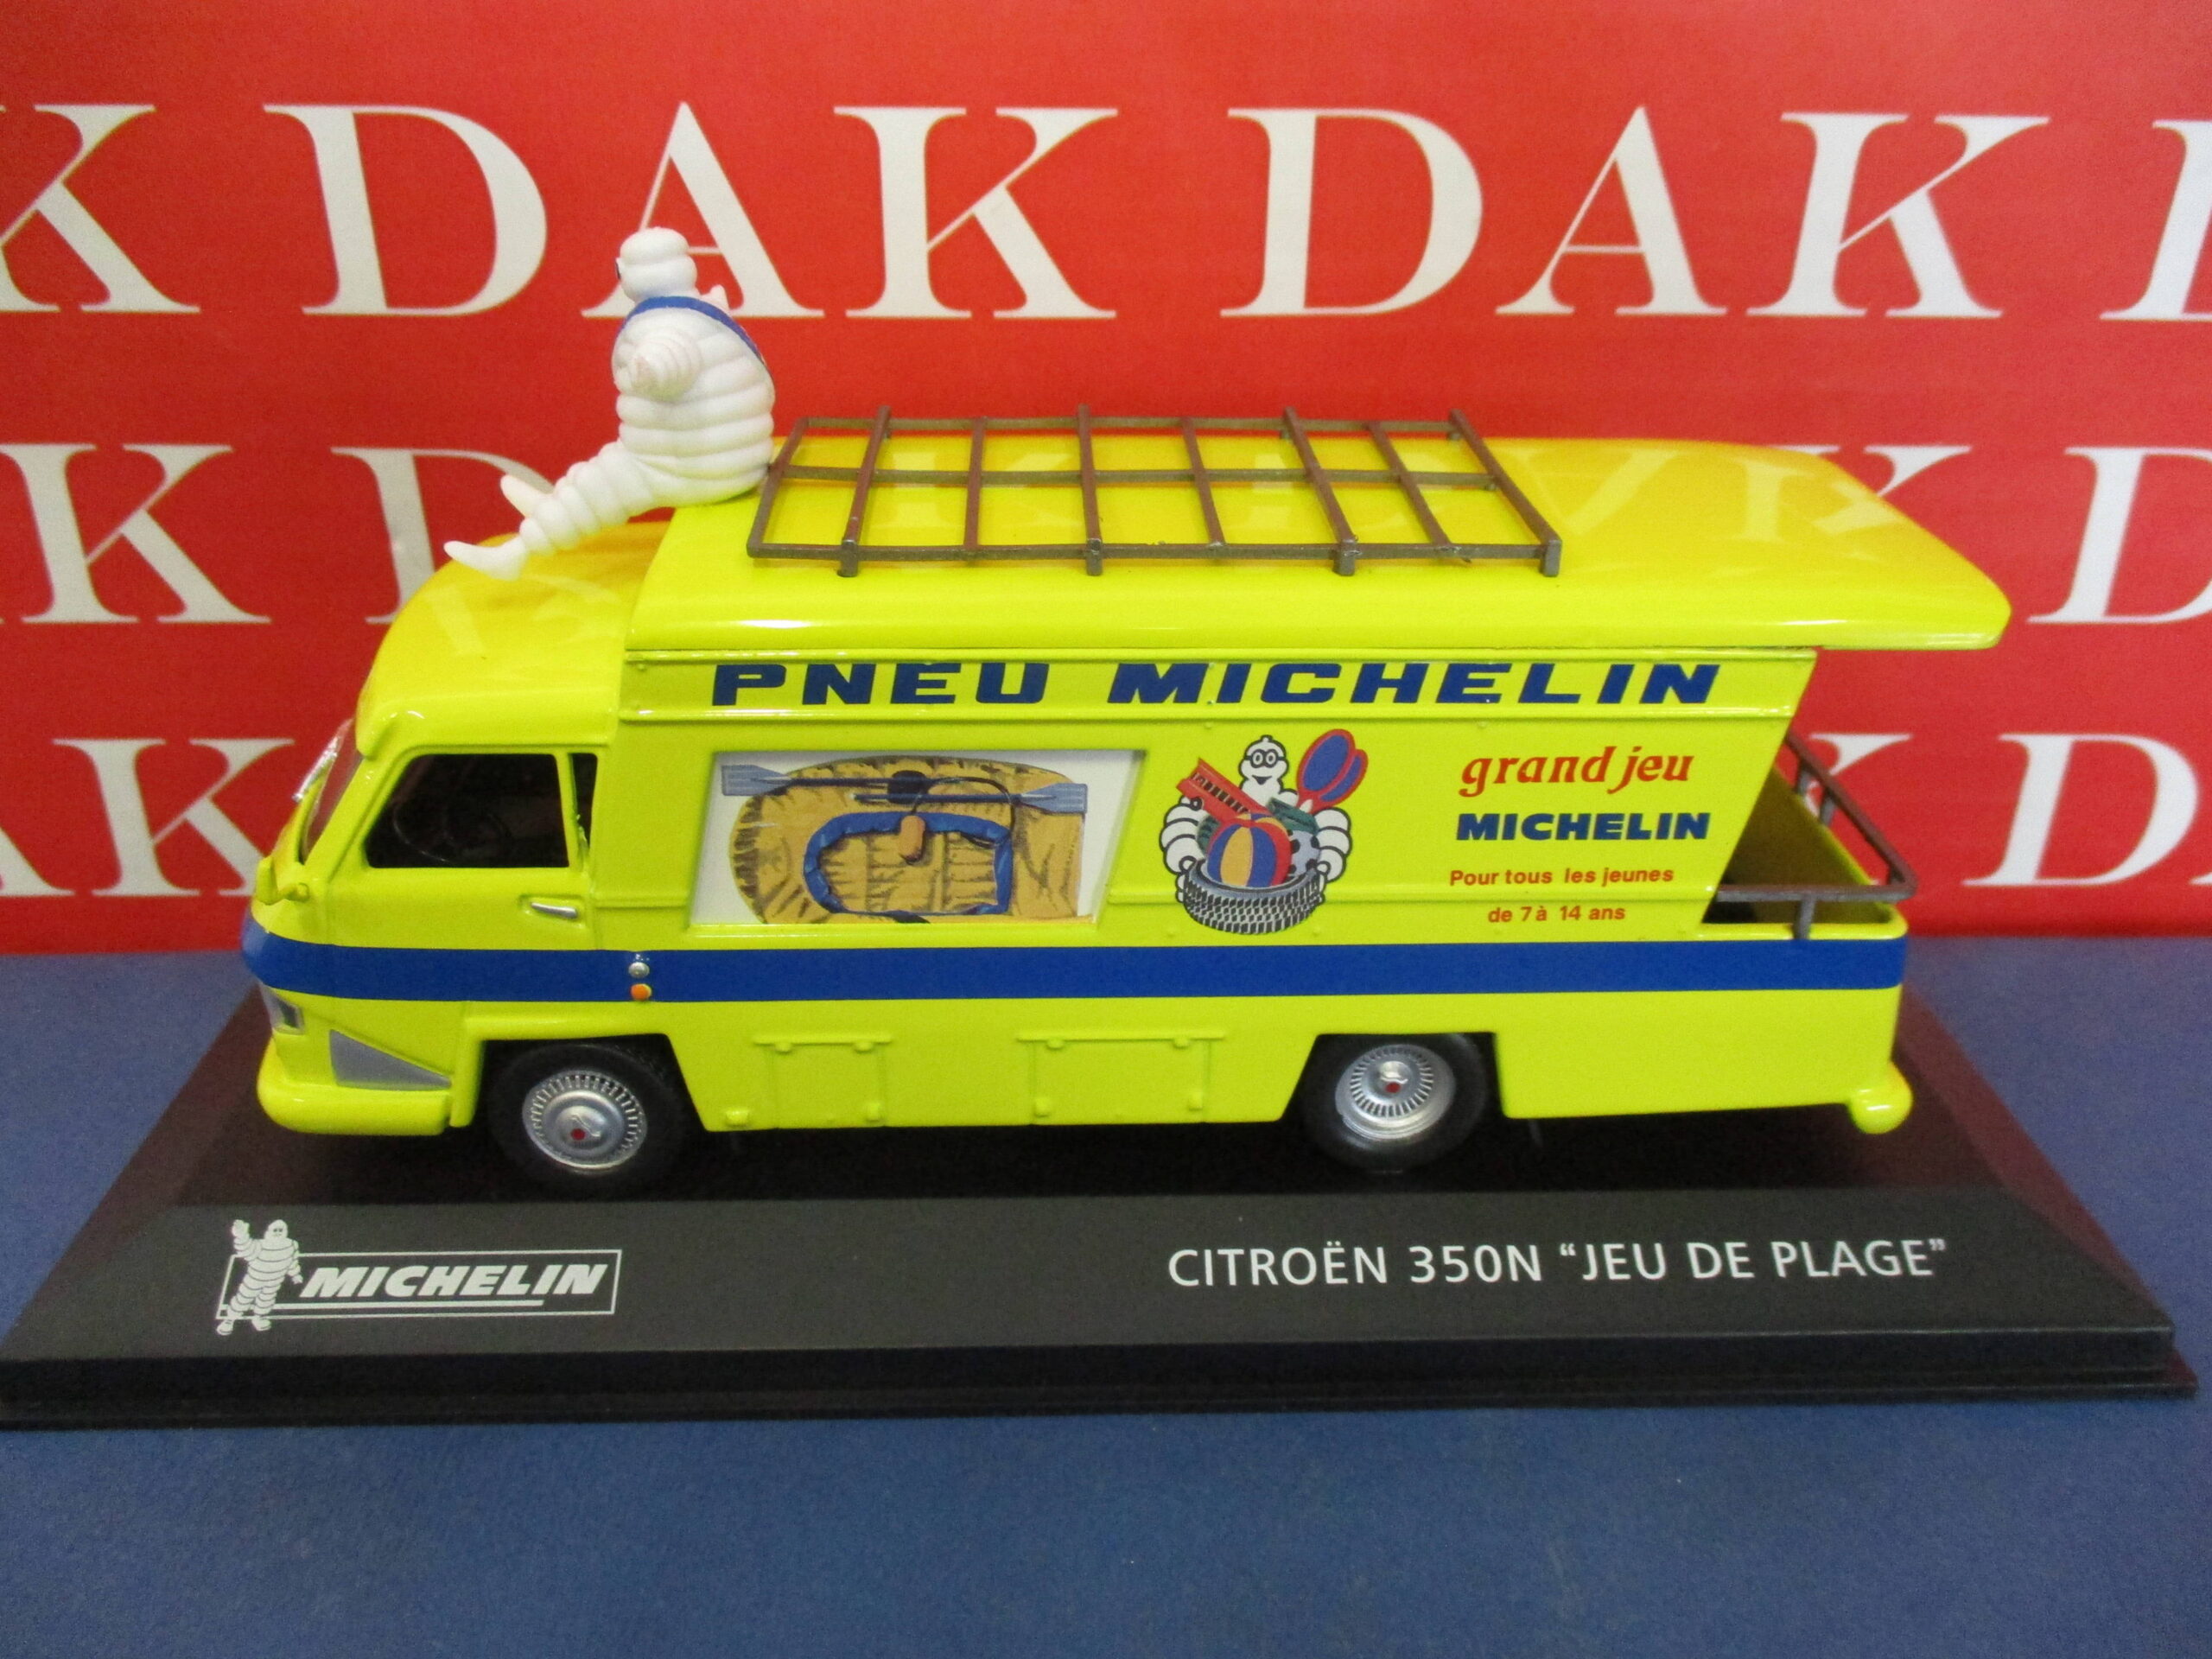 K DAK DAK D
K DAK DAK D
AK DAK DAK D
PNEU MICHELIN
grand jeu
MICHELIN
Pour tous les jeunes
de 7 à 14 ans
MICHELIN
CITROËN 350N “JEU DE PLAGE”